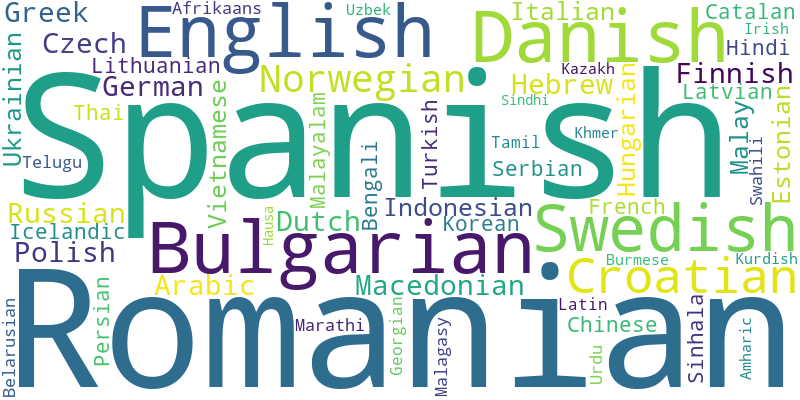 Greek
Afrikaans
English
Uzbek
Danish
Italian
Catalan
Irish
Hindi
Czech
Lithuanian
German
Ukrainian
Thai
Telugu
Norwegian
Kazakh
Hebrew
Finnish
Latvian
Sindhi
Hungarian
Malay
Estonian
Swahili
Spanish
Vietnamese
Malayalam
Bengali
Turkish
Tamil
Khmer
Serbian
Russian
Icelandic
Polish
Dutch
Hausa
Indonesian
Korean
French
Swedish
Bulgarian
Burmese
Kurdish
Arabic
Macedonian
Croatian
Persian
Belarusian
Romanian
Marathi
Georgian
Malagasy
Latin
Chinese
Urdu
Sinhala
Amharic